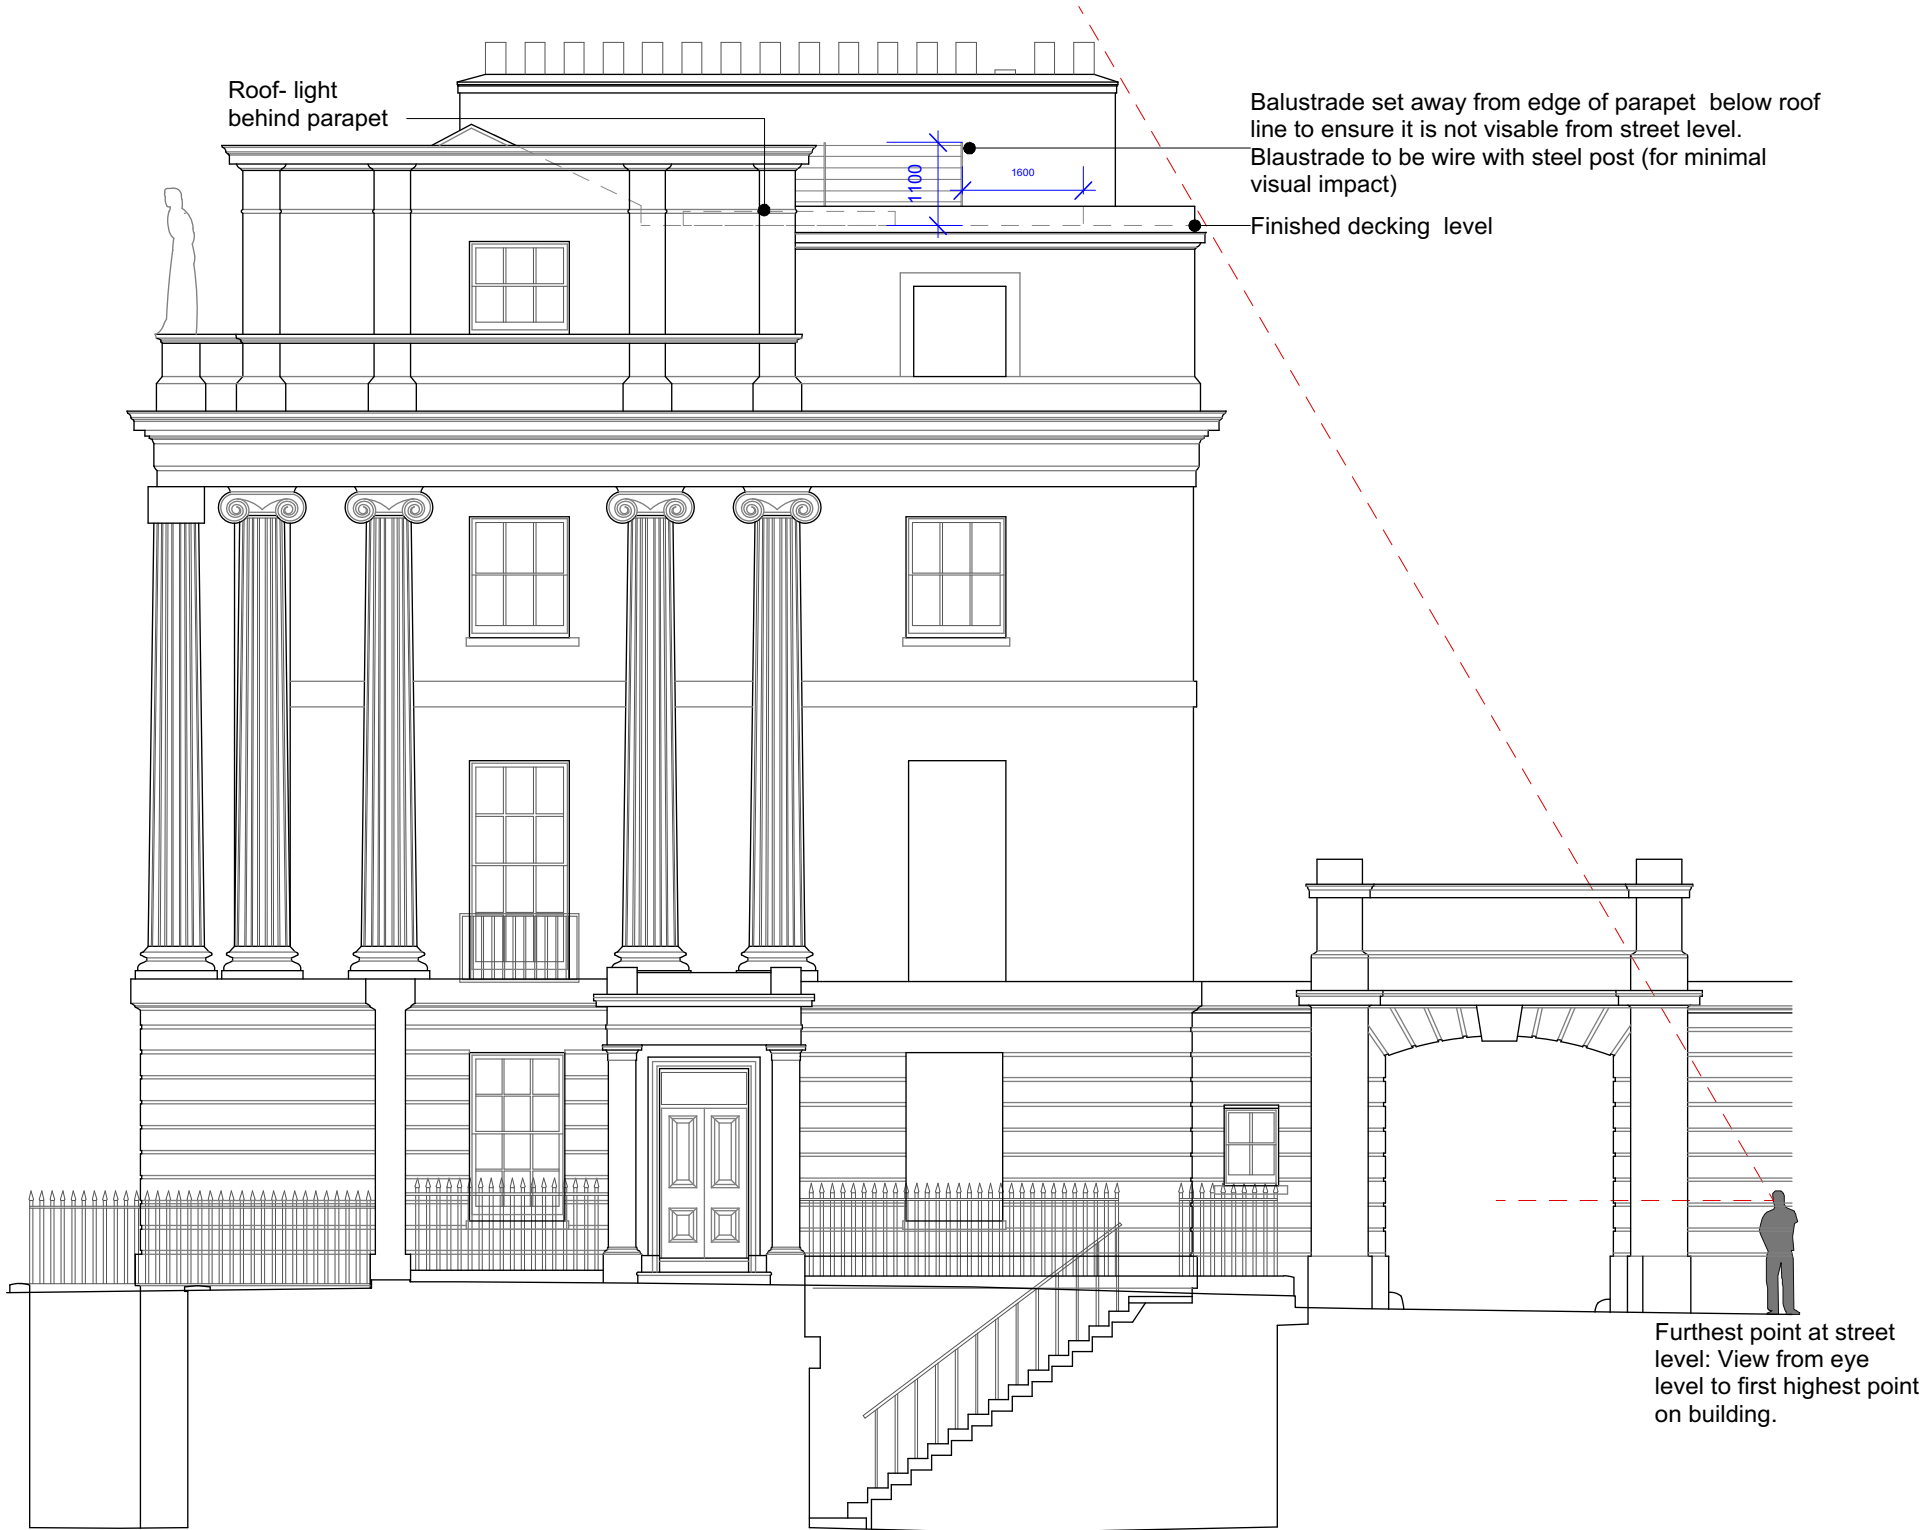 Roof- light
behind parapet
Balustrade set away from edge of parapet below roof
line to ensure it is not visable from street level.
Blaustrade to be wire with steel post (for minimal
visual impact)
1100
1600
Finished decking level
Furthest point at street
level: View from eye
level to first highest point
on building.